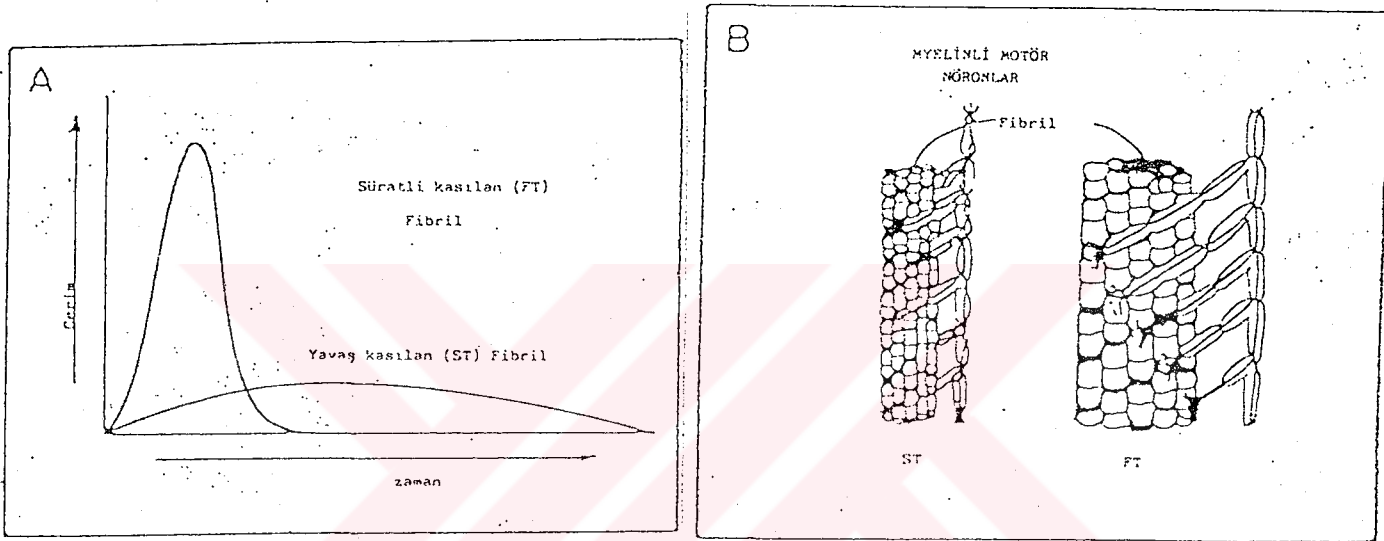 A
Süratli kasılan (FT)
Fibril
Gerim
Yavaş kasılan (ST) Fibril
zaman
B
MYELİNLİ MOTÖR
NÖRONLAR
Fibril
ST
FT